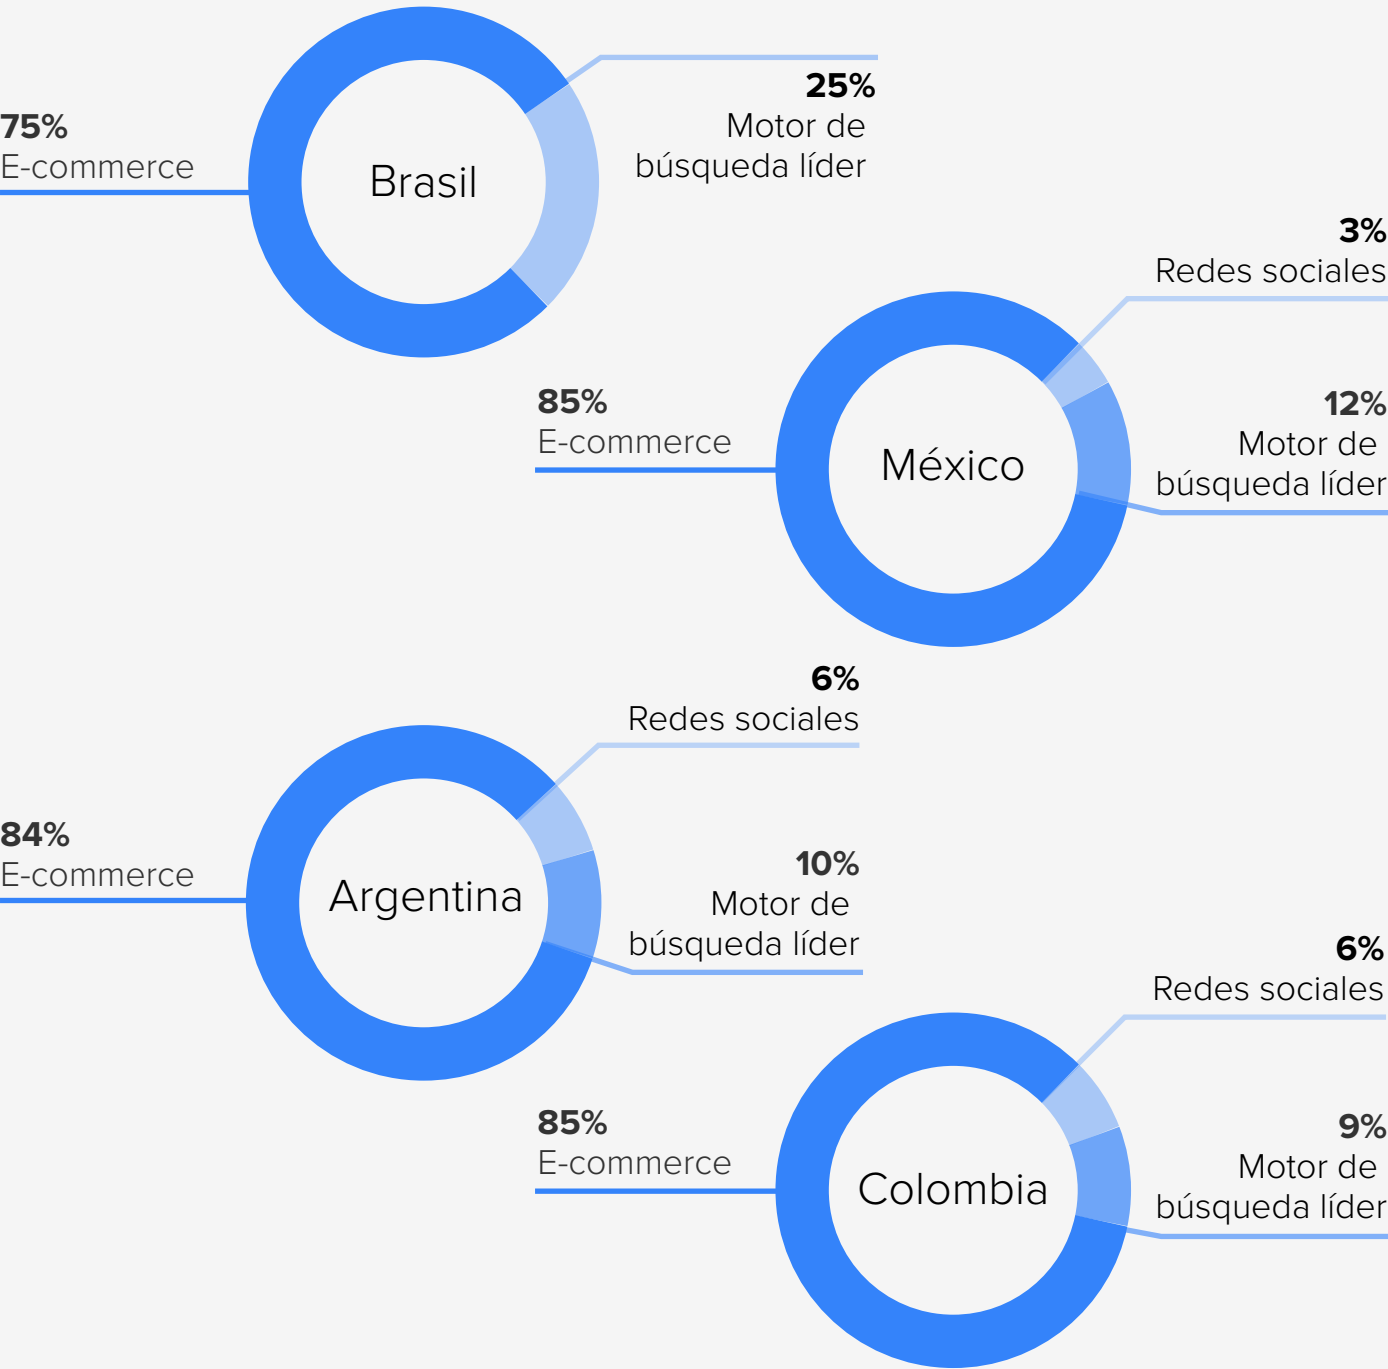 75%
E-commerce
Brasil
25%
Motor de
búsqueda líder
85%
E-commerce
México
3%
Redes sociales
12%
Motor de
búsqueda líder
84%
E-commerce
Argentina
6%
Redes sociales
10%
Motor de
búsqueda líder
85%
E-commerce
Colombia
6%
Redes sociales
9%
Motor de
búsqueda líder